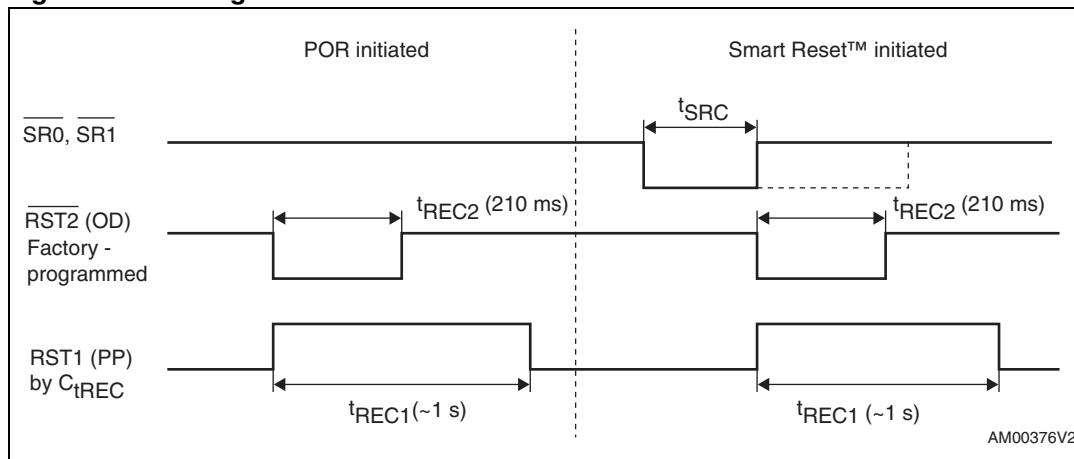 POR initiated
Smart Reset™ initiated
SR0, SR1
tSRC
RST2 (OD)
Factory -
programmed
tREC2 (210 ms)
tREC2 (210 ms)
RST1 (PP)
by CtREC
tREC1(~1 s)
tREC1 (~1 s)
AM00376V2